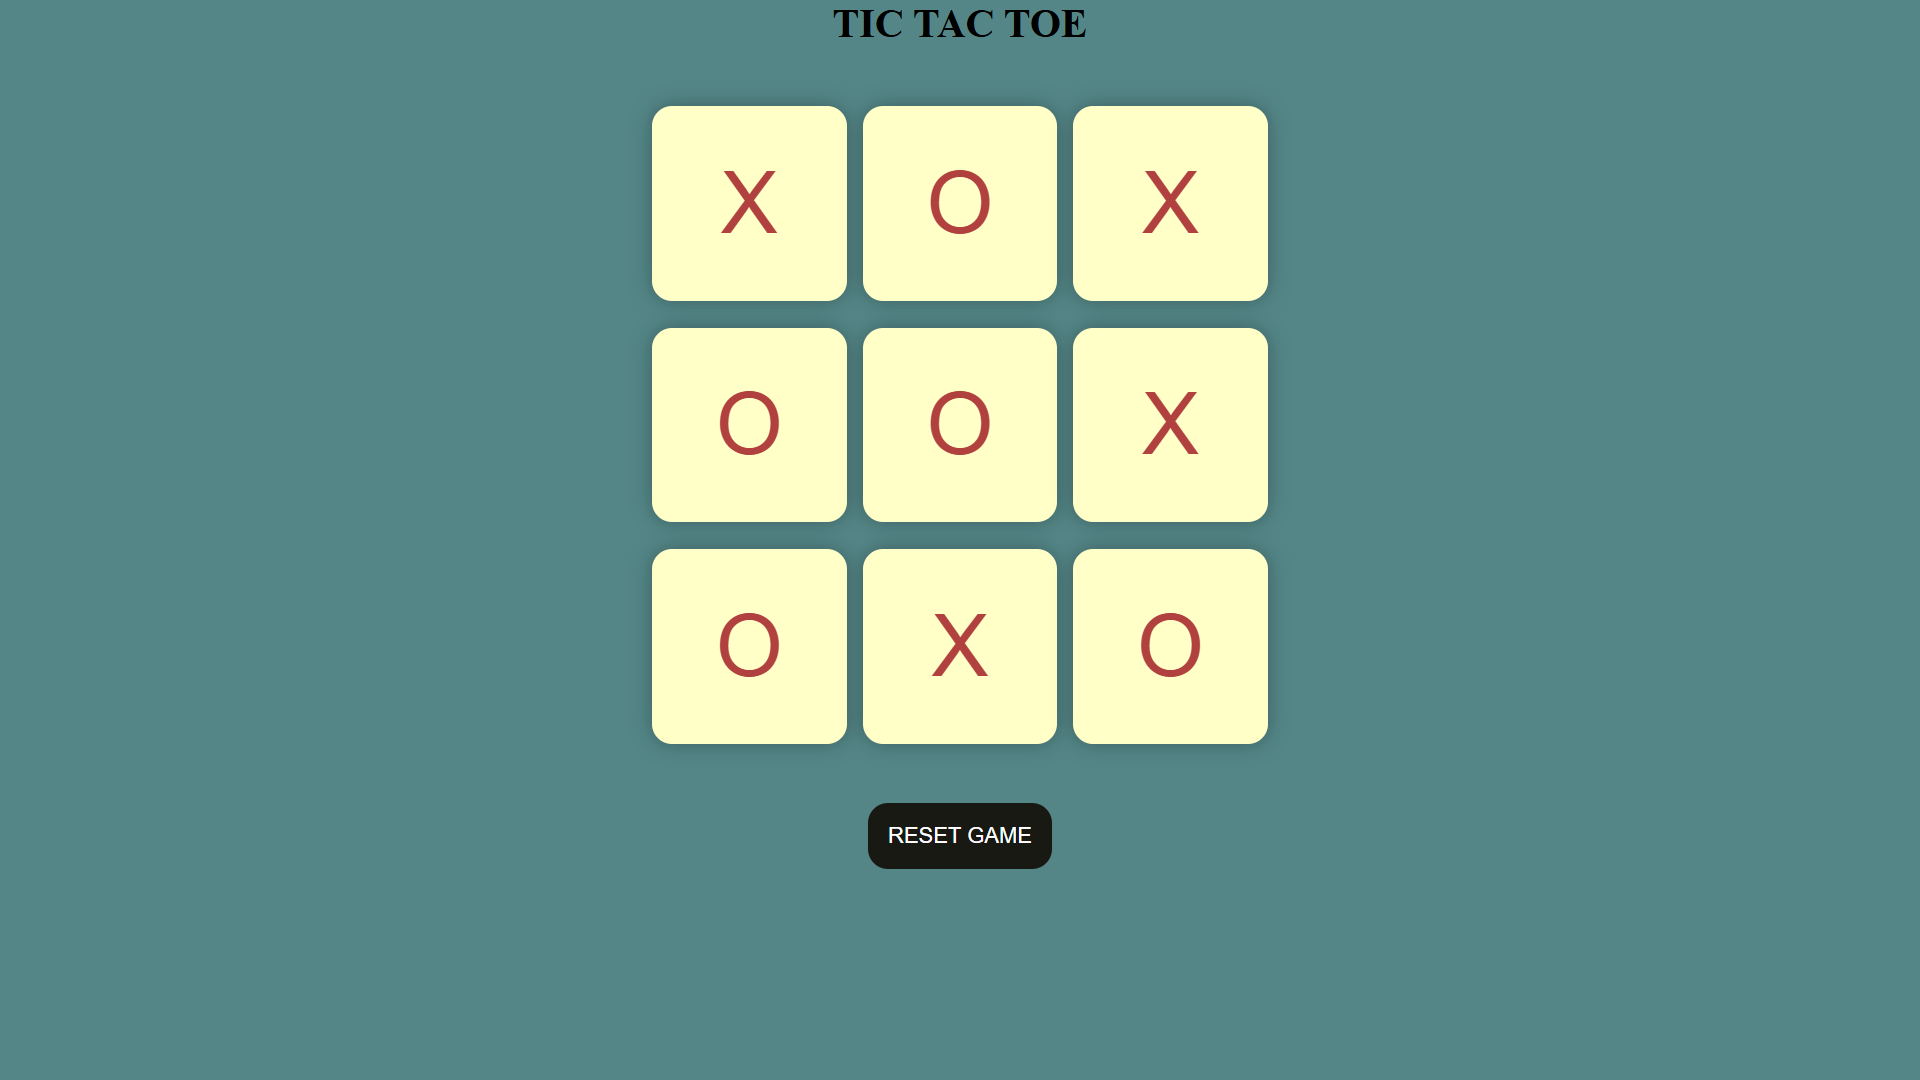 TIC TAC TOE
X O X
O O X
O X O
RESET GAME